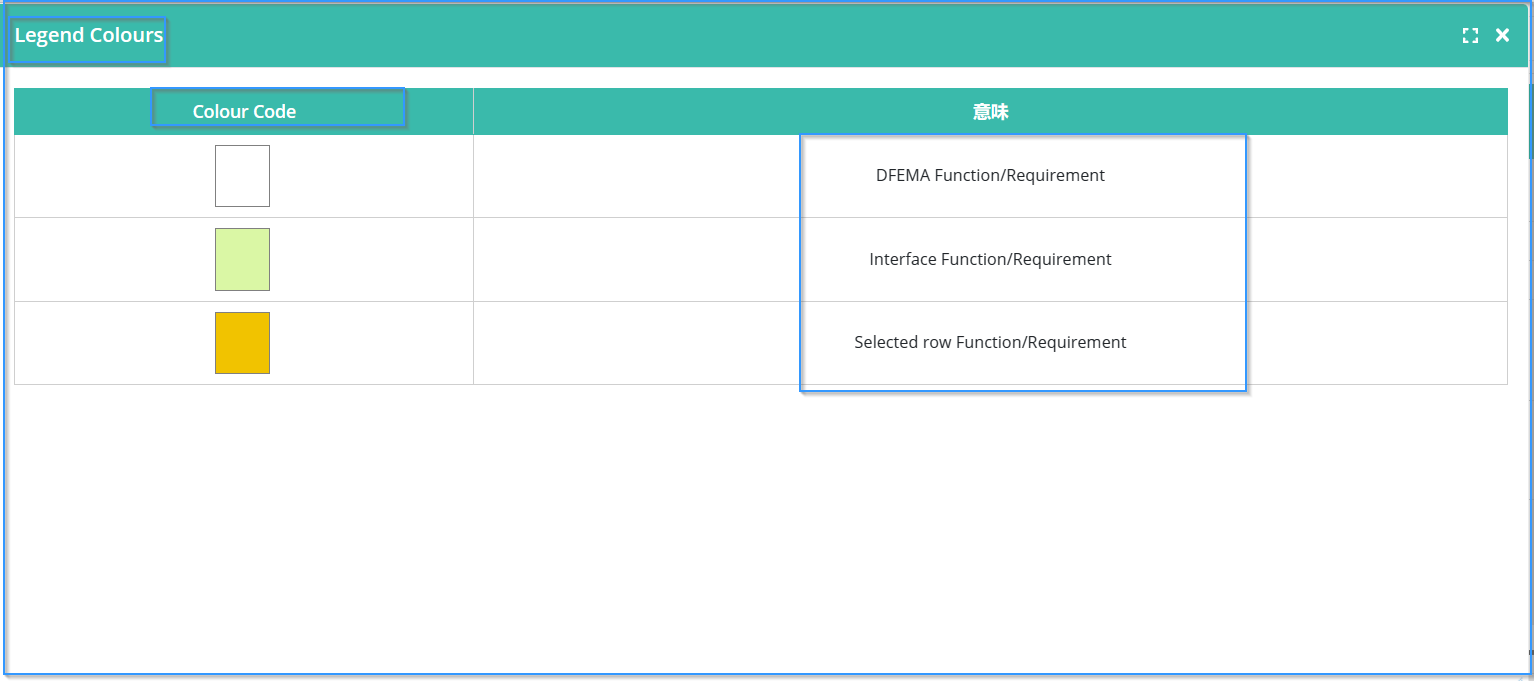 Legend Colours
Colour Code
意味
DFEMA Function/Requirement
Interface Function/Requirement
Selected row Function/Requirement